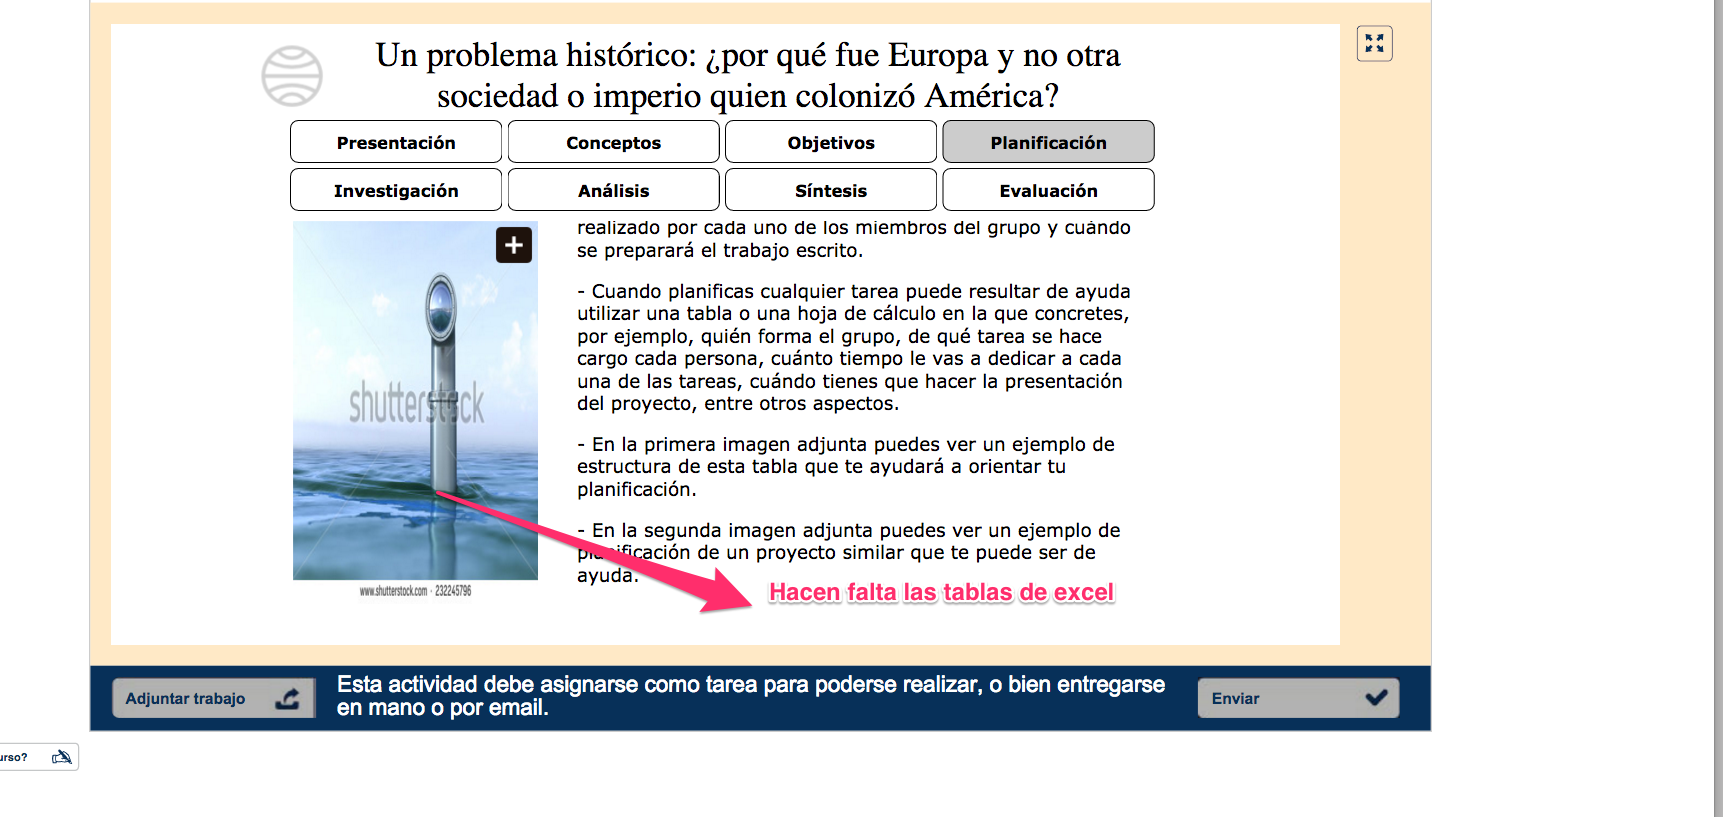 Un problema histórico: ¿por qué fue Europa y no otra
sociedad o imperio quien colonizó América?
Presentación
Conceptos
Objetivos
Planificación
Investigación
Análisis
Síntesis
Evaluación
realizado por cada uno de los miembros del grupo y cuándo
se preparará el trabajo escrito.
- Cuando planificas cualquier tarea puede resultar de ayuda
utilizar una tabla o una hoja de cálculo en la que concretes,
por ejemplo, quién forma el grupo, de qué tarea se hace
cargo cada persona, cuánto tiempo le vas a dedicar a cada
una de las tareas, cuándo tienes que hacer la presentación
del proyecto, entre otros aspectos.
- En la primera imagen adjunta puedes ver un ejemplo de
estructura de esta tabla que te ayudará a orientar tu
planificación.
- En la segunda imagen adjunta puedes ver un ejemplo de
planificación de un proyecto similar que te puede ser de
ayuda.
shutterstock
www.shutterstock.com · 232245796
Hacen falta las tablas de excel
Adjuntar trabajo
Esta actividad debe asignarse como tarea para poderse realizar, o bien entregarse
en mano o por email.
Enviar
urso?